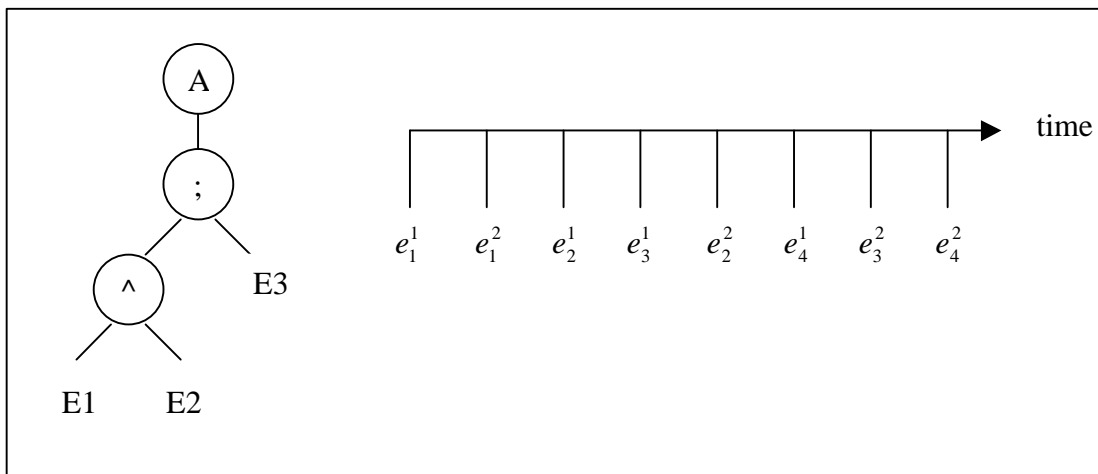 A
time
;
e₁¹ e₁² e₂¹ e₃¹ e₂² e₄¹ e₃² e₄²
^ E3
E1 E2